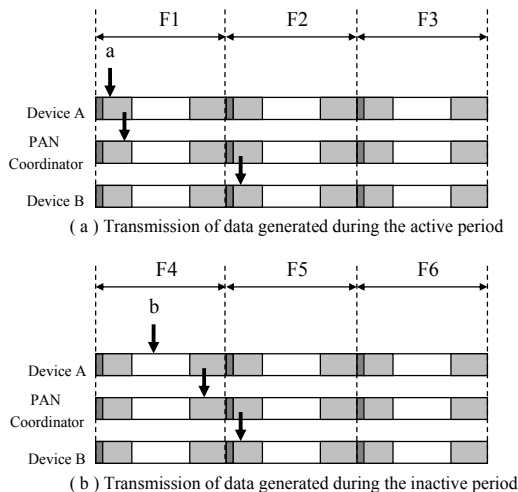 F1 F2 F3
a
Device A
PAN
Coordinator
Device B
( a ) Transmission of data generated during the active period
F4 F5 F6
b
Device A
PAN
Coordinator
Device B
( b ) Transmission of data generated during the inactive period